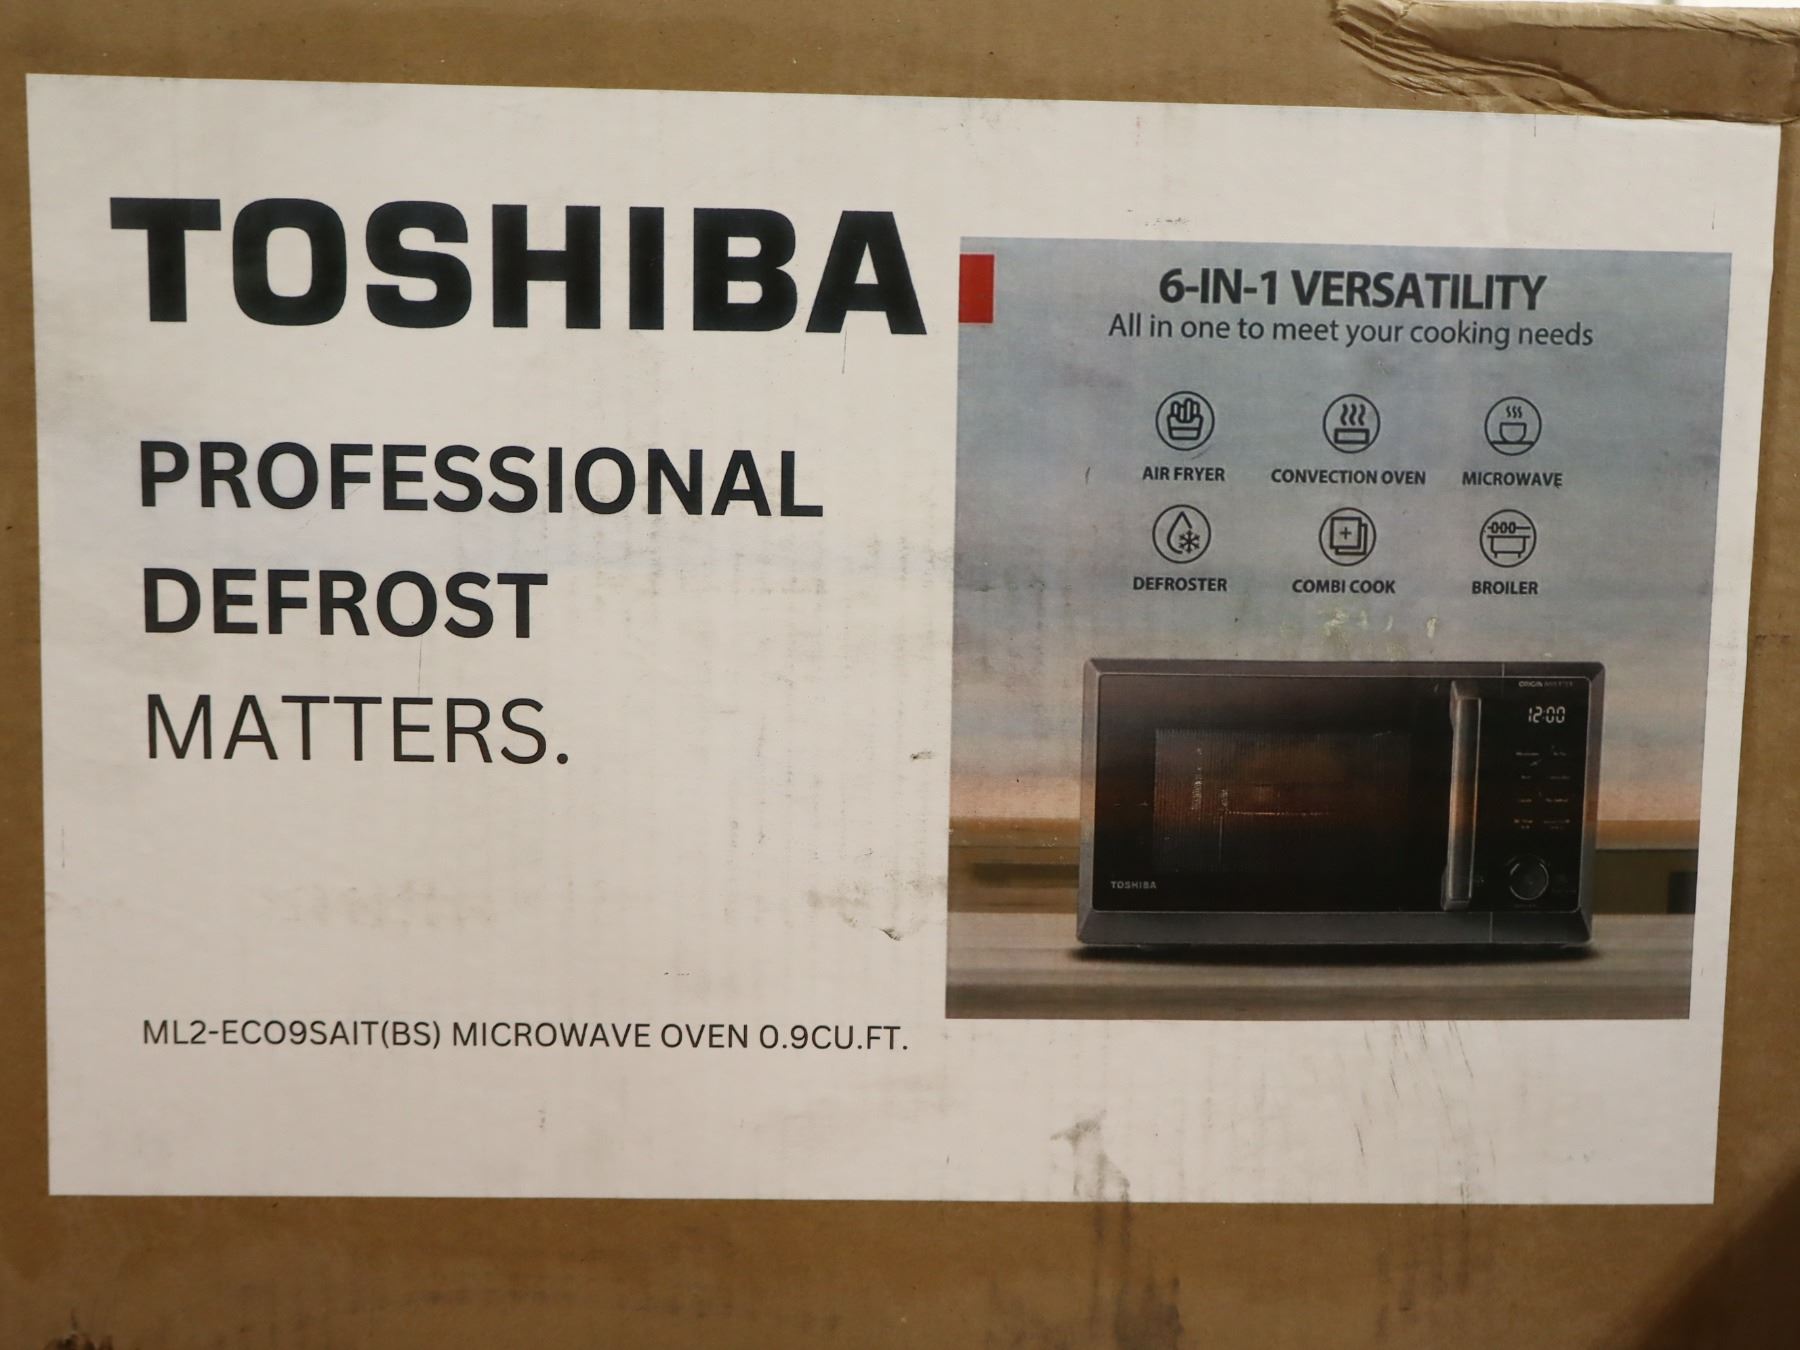 TOSHIBA
PROFESSIONAL
DEFROST
MATTERS.
ML2-EC09SAIT(BS) MICROWAVE OVEN 0.9CU.FT.
6-IN-1 VERSATILITY
All in one to meet your cooking needs
AIR FRYER CONVECTION OVEN MICROWAVE
DEFROSTER COMBI COOK BROILER
12:00
TOSHIBA